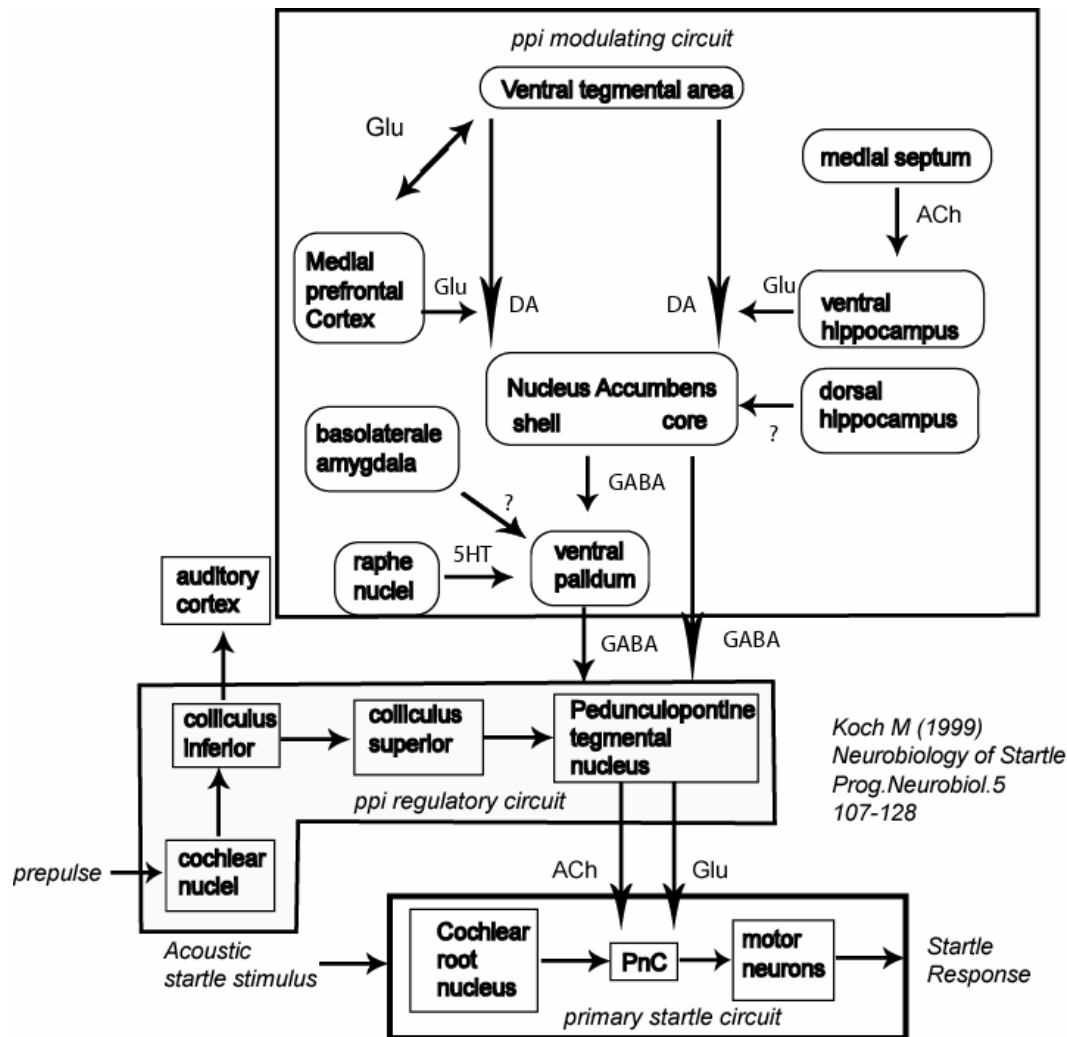 ppi modulating circuit
Ventral tegmental area
Glu
medial septum
ACh
Medial
prefrontal
Cortex
Glu
DA
DA
Glu
ventral
hippocampus
Nucleus Accumbens
shell core
dorsal
hippocampus
?
basolaterale
amygdala
GABA
?
raphe
nuclei
5HT
ventral
palidum
auditory
cortex
GABA
GABA
colliculus
inferior
colliculus
superior
Pedunculopontine
tegmental
nucleus
ppi regulatory circuit
Koch M (1999)
Neurobiology of Startle
Prog.Neurobiol.5
107-128
prepulse
cochlear
nuclei
ACh
Glu
Acoustic
startle stimulus
Cochlear
root
nucleus
PnC
motor
neurons
Startle
Response
primary startle circuit